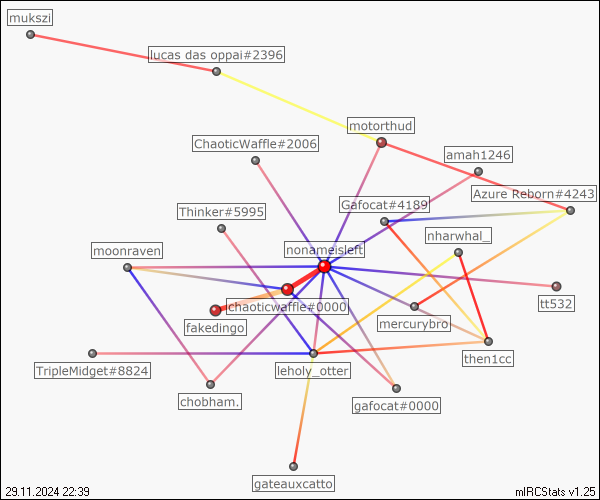 mukszi
lucas das oppai#2396
motorthud
ChaoticWaffle#2006
amah1246
Azure Reborn#4243
Gafocat#4189
Thinker#5995
nharwhal_
moonraven
nonameisleft
tt532
chaoticwaffle#0000
fakedingo
mercurybro
then1cc
TripleMidget#8824
leholy_otter
chobham.
gafocat#0000
gateauxcatto
29.11.2024 22:39
mIRCStats v1.25